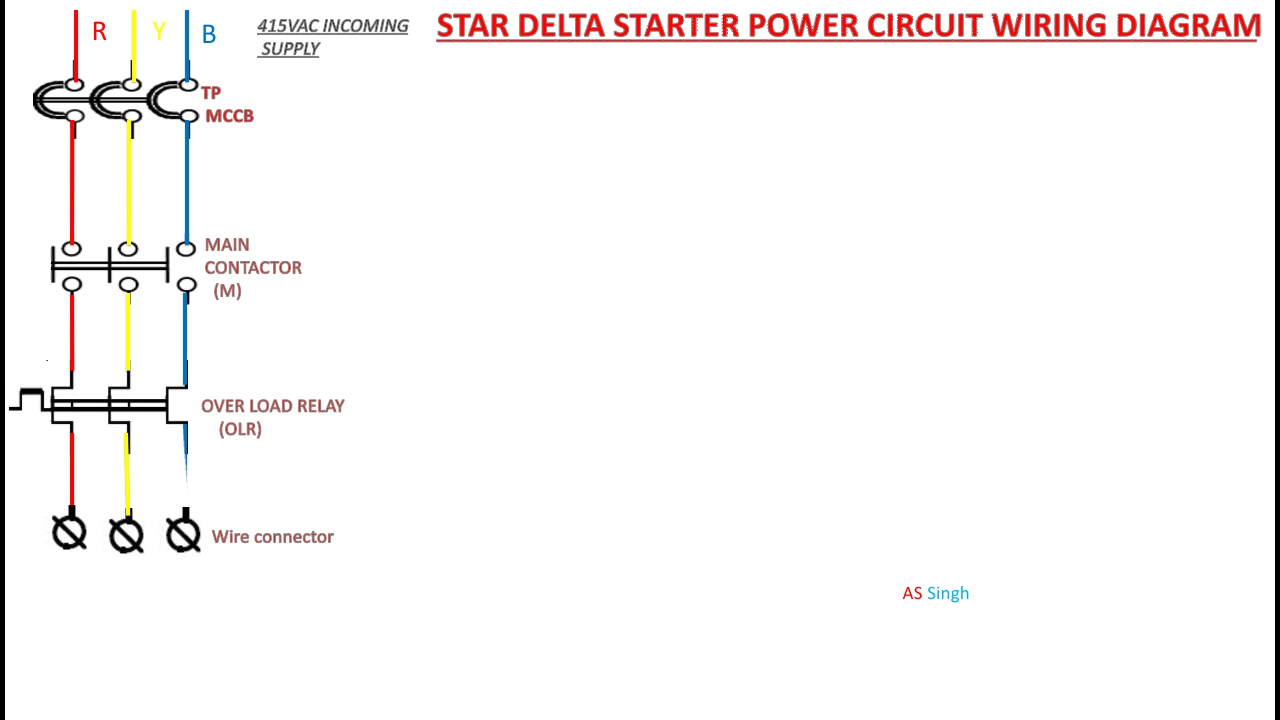 STAR DELTA STARTER POWER CIRCUIT WIRING DIAGRAM
R Y B
415VAC INCOMING
SUPPLY
TP
MCCB
MAIN
CONTACTOR
(M)
OVER LOAD RELAY
(OLR)
Wire connector
AS Singh